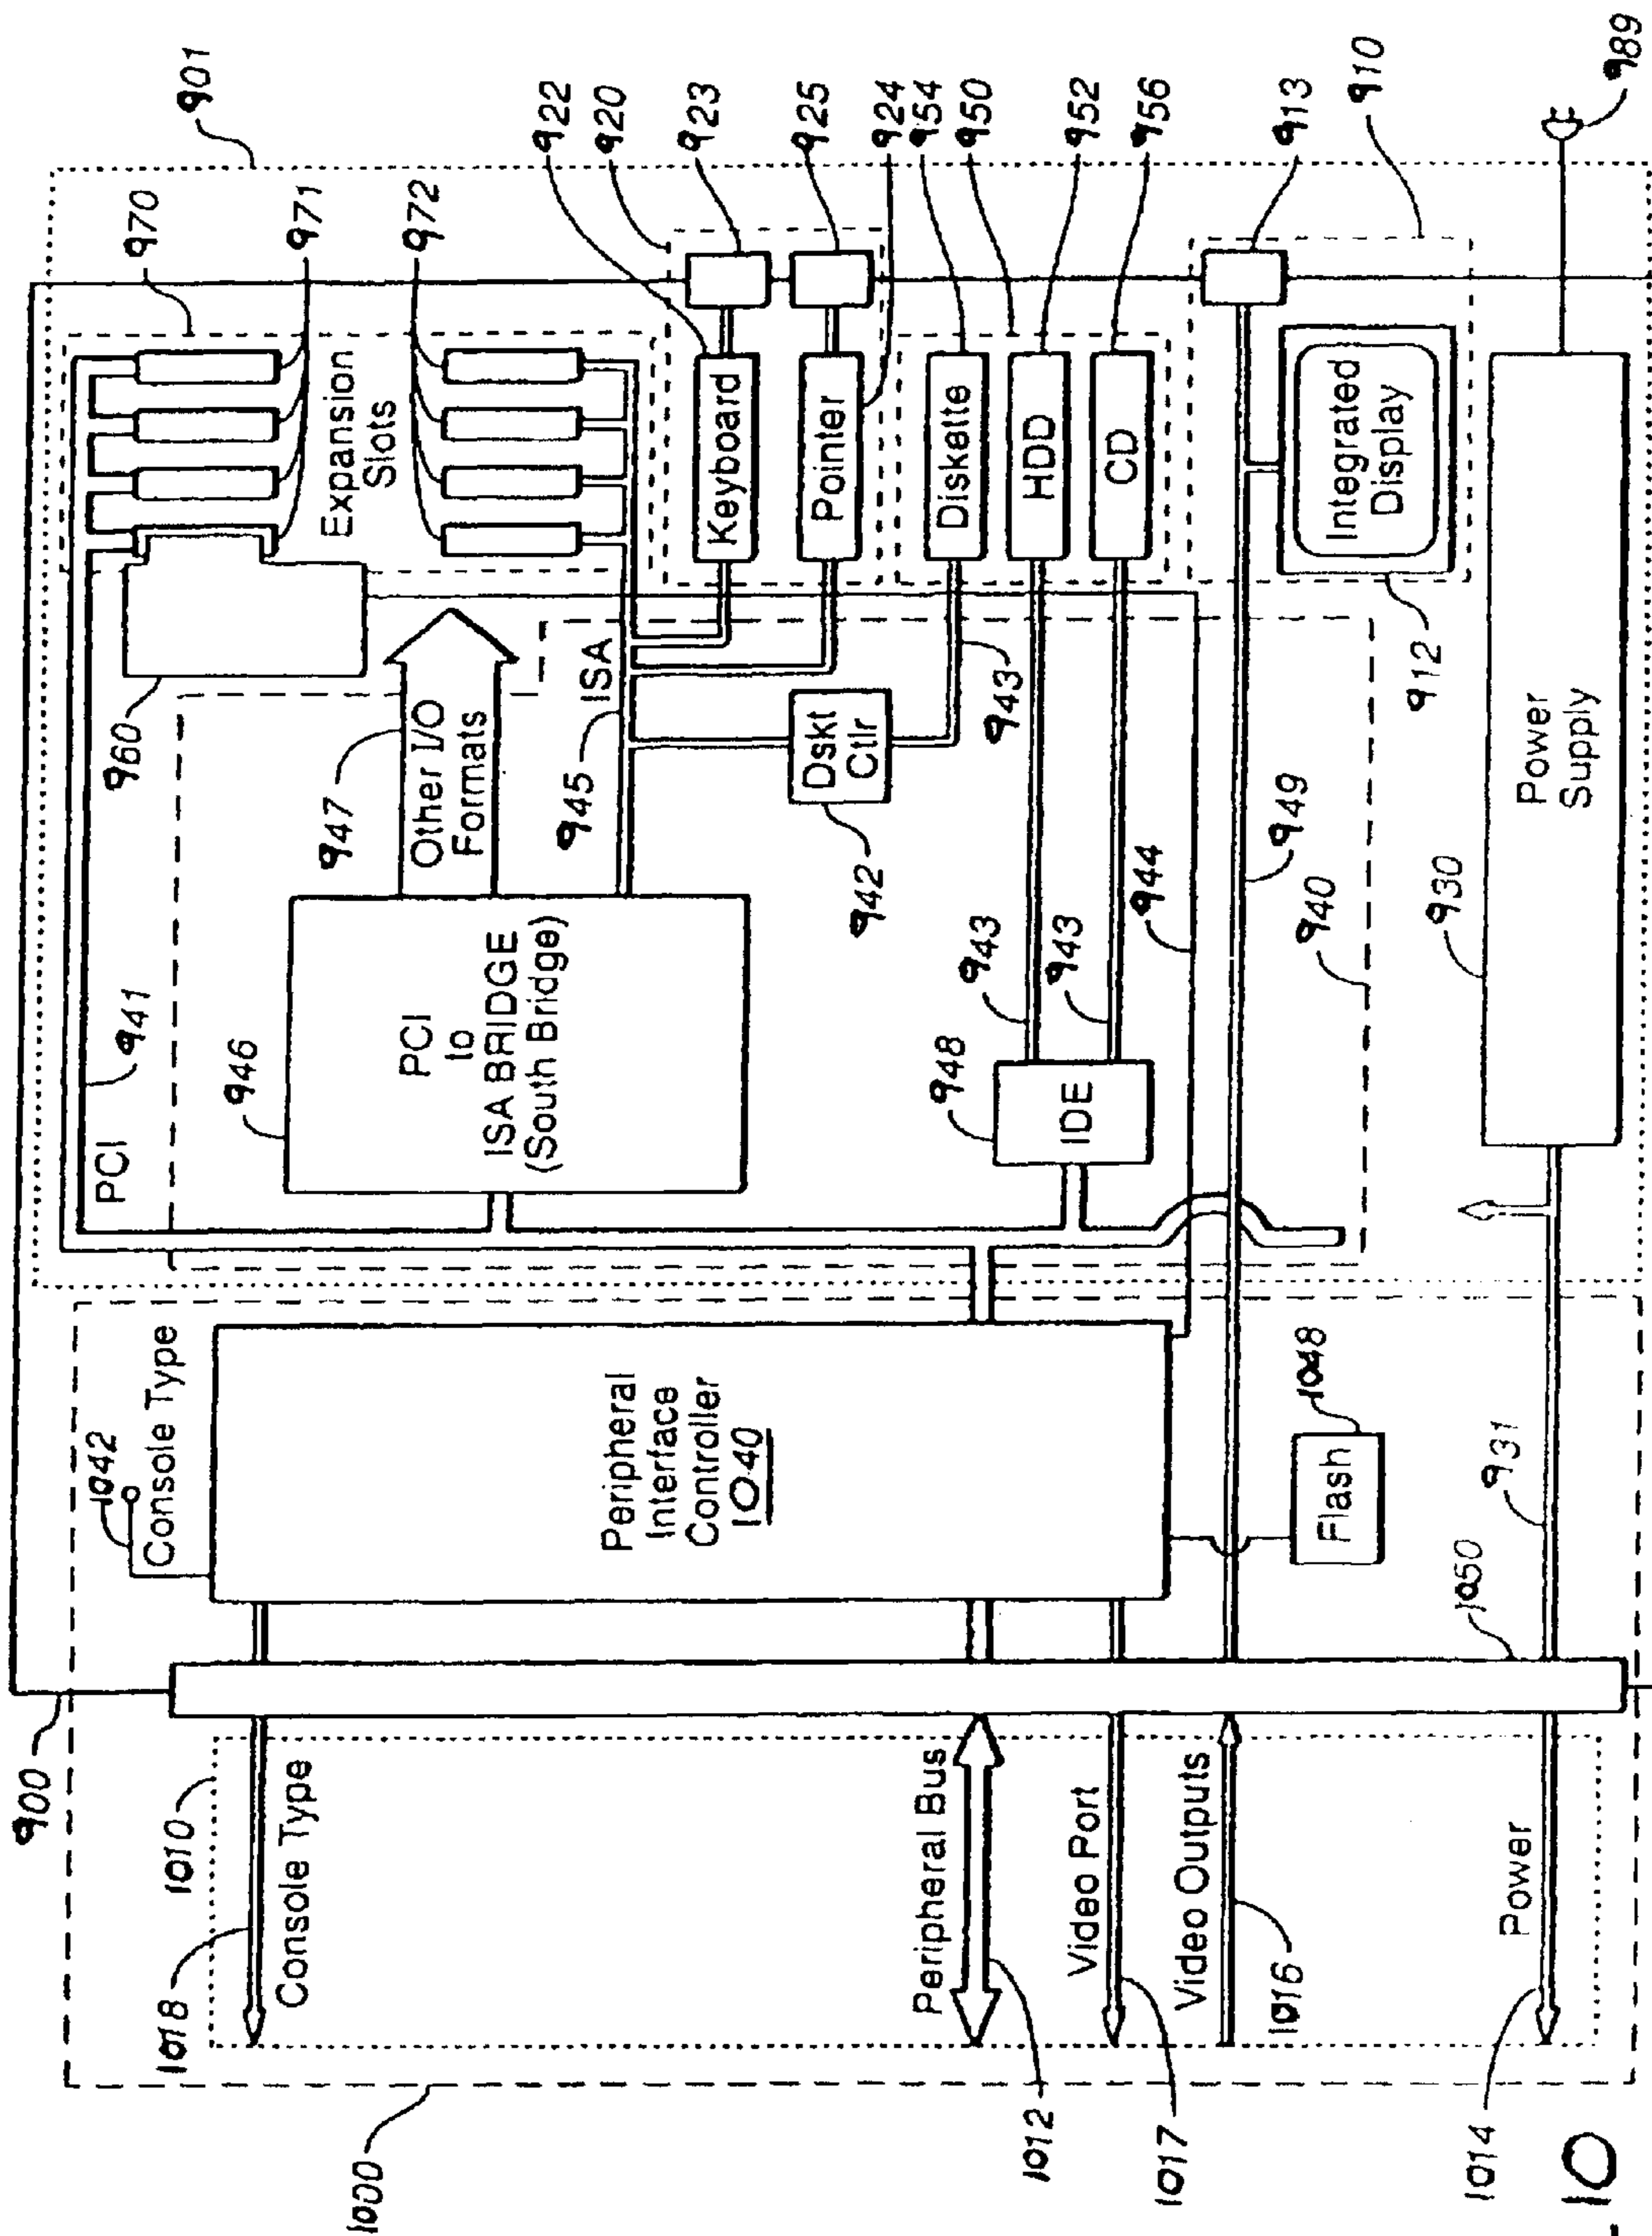 901
970
971
972
922
920
923
925
924
954
950
952
956
913
910
989
Expansion
Slots
Keyboard
Pointer
Diskette
HDD
CD
Integrated
Display
912
960
947
Other I/O
Formats
945
ISA
Dskt
Ctlr
942
943
944
949
940
930
Power
Supply
941
PCI
946
PCI
to
ISA BRIDGE
(South Bridge)
948
IDE
943
943
1042
Console Type
Peripheral
Interface
Controller
1040
1048
Flash
931
1050
900
1010
1018
Console Type
Peripheral Bus
1012
Video Port
1017
Video Outputs
1016
Power
1014
1000
10